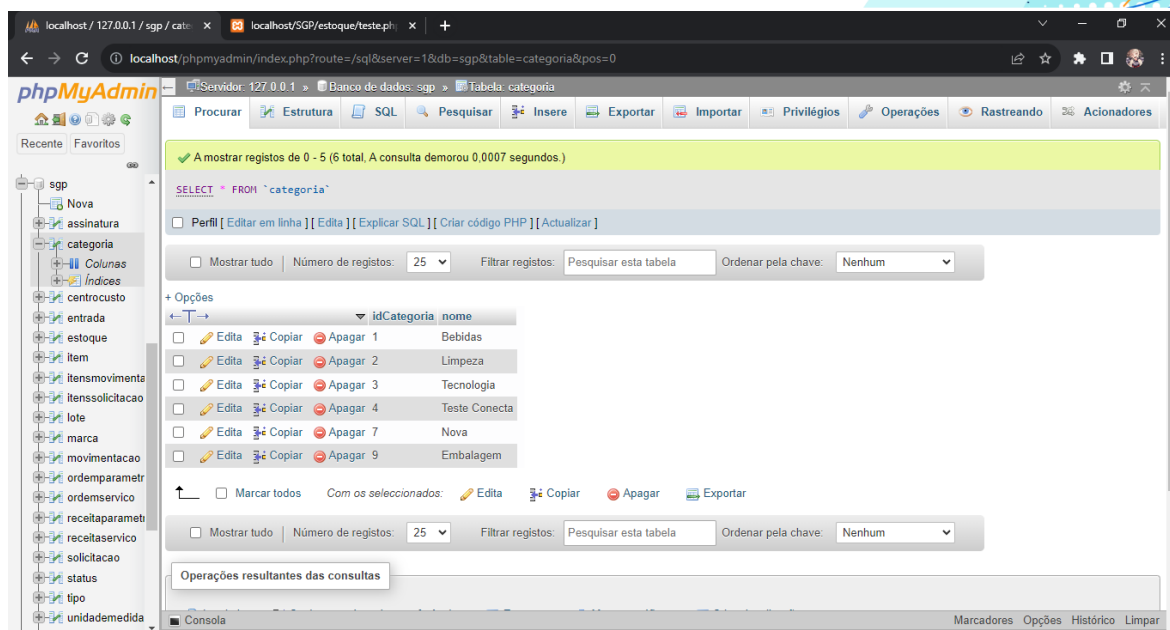 localhost / 127.0.0.1 / sgp / cate
localhost/SGP/estoque/teste.ph
localhost/phpmyadmin/index.php?route=/sql&server=1&db=sgp&table=categoria&pos=0
phpMyAdmin
Recente Favoritos
sgp
Nova
assinatura
categoria
Colunas
Índices
centrocusto
entrada
estoque
item
itensmovimenta
itenssolicitacao
lote
marca
movimentacao
ordemparametr
ordemservico
receitaparameti
receitaservico
solicitacao
status
tipo
unidademedida
Servidor: 127.0.0.1 » Banco de dados: sgp » Tabela: categoria
Procurar Estrutura SQL Pesquisar Insere Exportar Importar Privilégios Operações Rastreando Acionadores
A mostrar registos de 0 - 5 (6 total, A consulta demorou 0,0007 segundos.)
SELECT * FROM `categoria`
Perfil [ Editar em linha ] [ Edita ] [ Explicar SQL ] [ Criar código PHP ] [ Actualizar ]
Mostrar tudo | Número de registos: 25 Filtrar registos: Pesquisar esta tabela Ordenar pela chave: Nenhum
+ Opções
idCategoria nome
Edita Copiar Apagar 1 Bebidas
Edita Copiar Apagar 2 Limpeza
Edita Copiar Apagar 3 Tecnologia
Edita Copiar Apagar 4 Teste Conecta
Edita Copiar Apagar 7 Nova
Edita Copiar Apagar 9 Embalagem
Marcar todos Com os seleccionados: Edita Copiar Apagar Exportar
Mostrar tudo | Número de registos: 25 Filtrar registos: Pesquisar esta tabela Ordenar pela chave: Nenhum
Operações resultantes das consultas
Consola Marcadores Opções Histórico Limpar